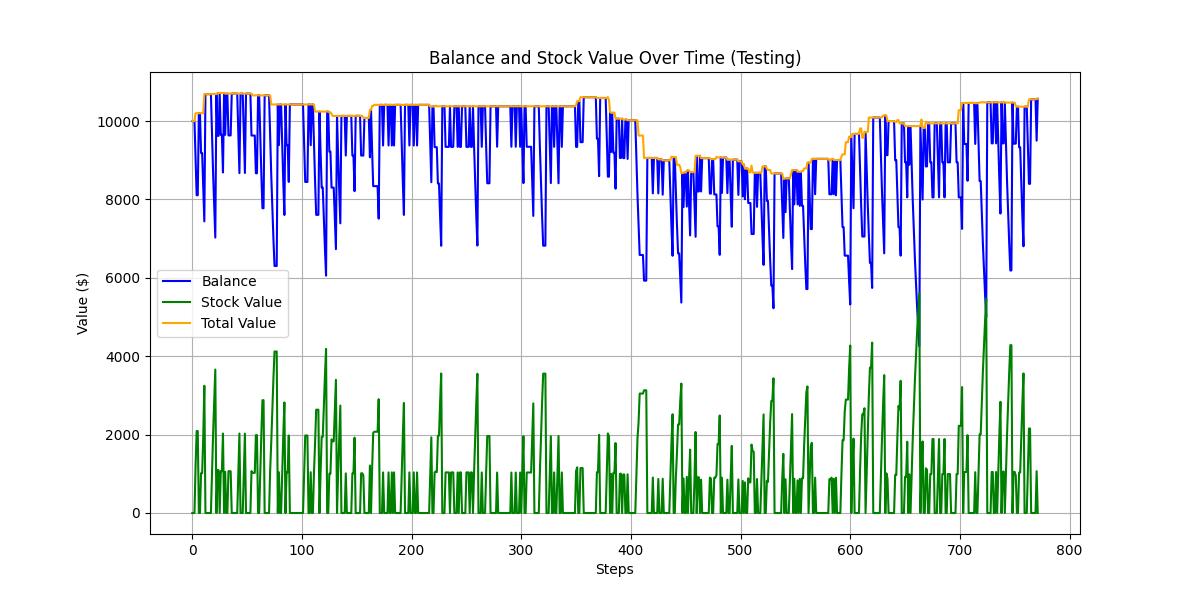 Balance and Stock Value Over Time (Testing)
10000
8000
6000
4000
2000
0
Value ($)
Balance
Stock Value
Total Value
0 100 200 300 400 500 600 700 800
Steps